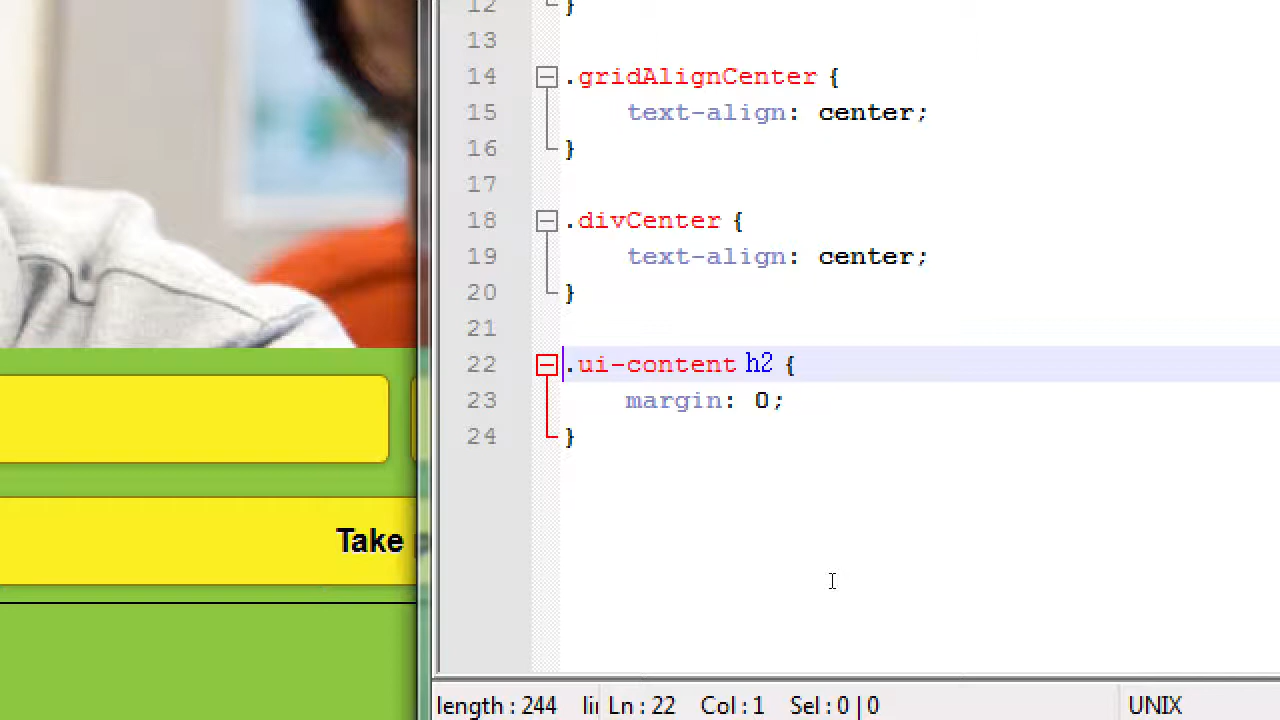 12 }
13
14 .gridAlignCenter {
15 text-align: center;
16 }
17
18 .divCenter {
19 text-align: center;
20 }
21
22 .ui-content h2 {
23 margin: 0;
24 }
Take
length : 244 Ln : 22 Col : 1 Sel : 0 | 0 UNIX